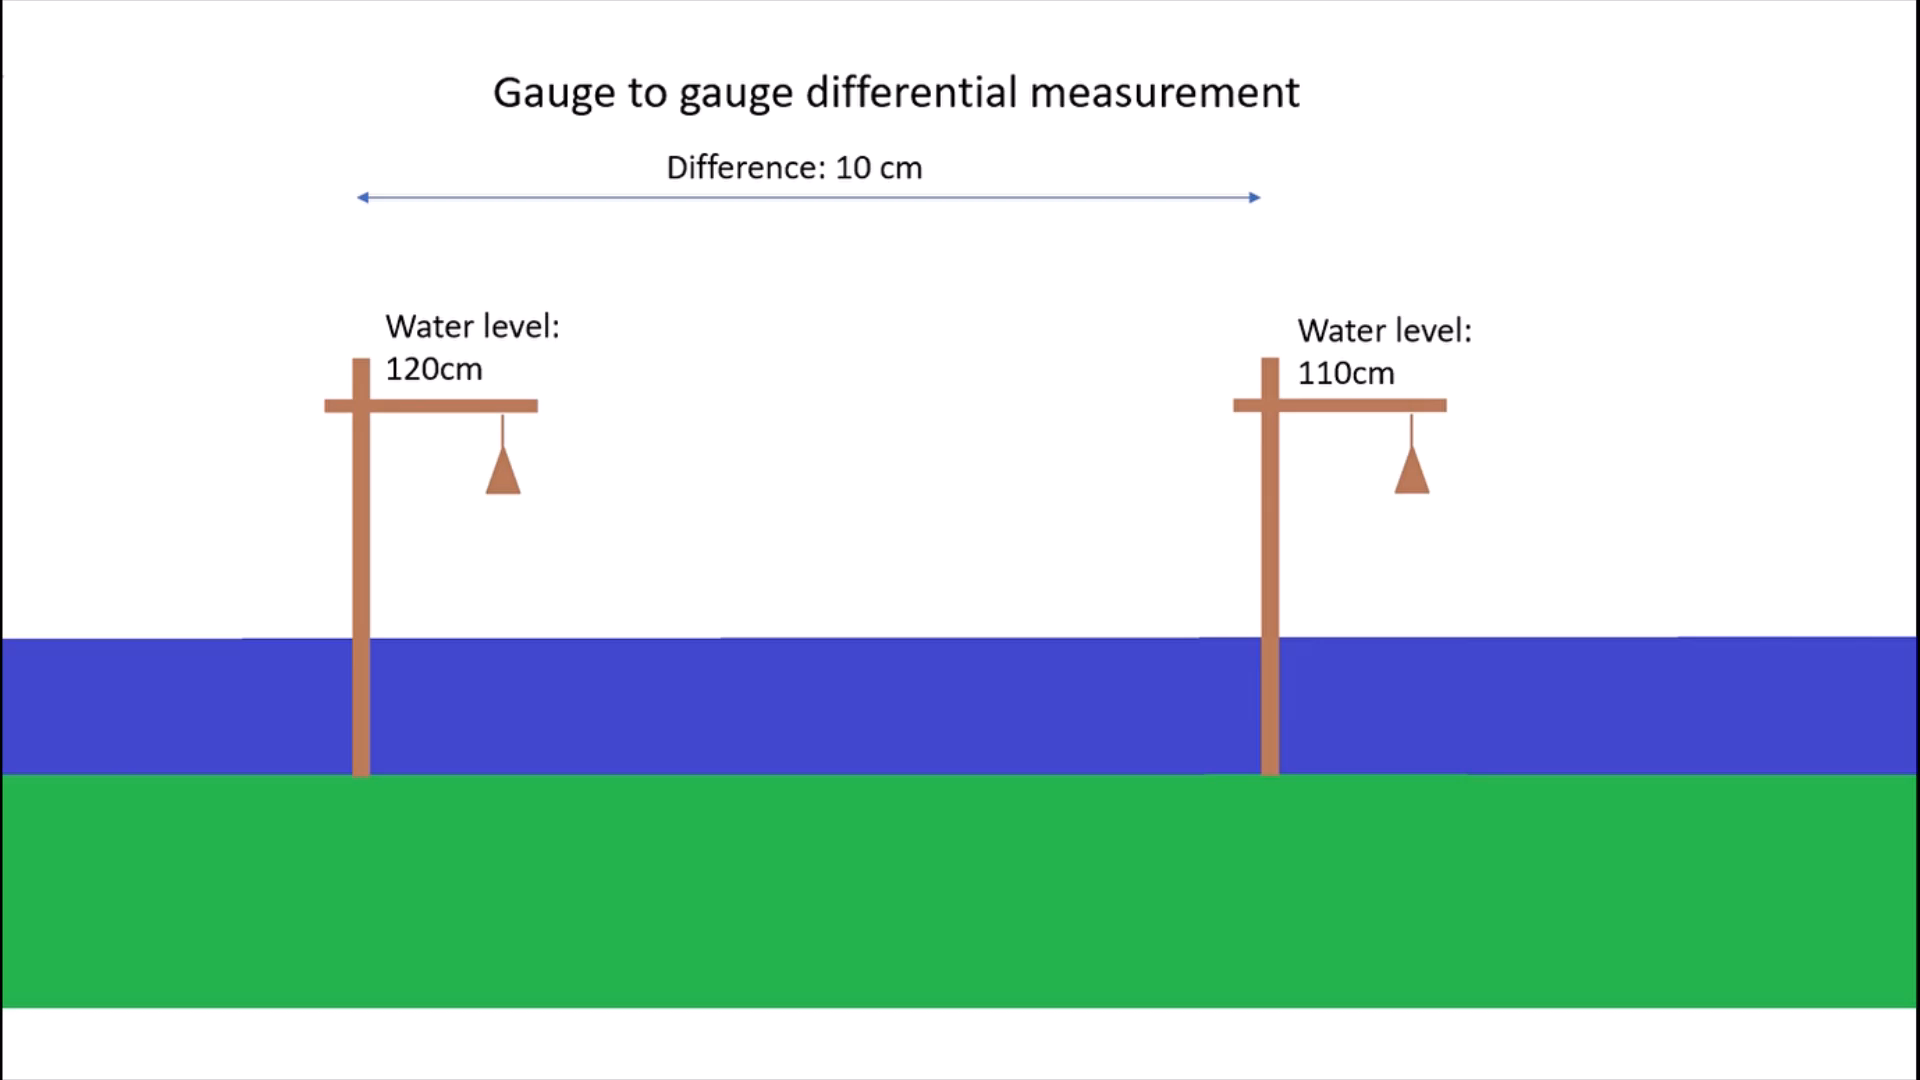 Gauge to gauge differential measurement
Difference: 10 cm
Water level:
120cm
Water level:
110cm